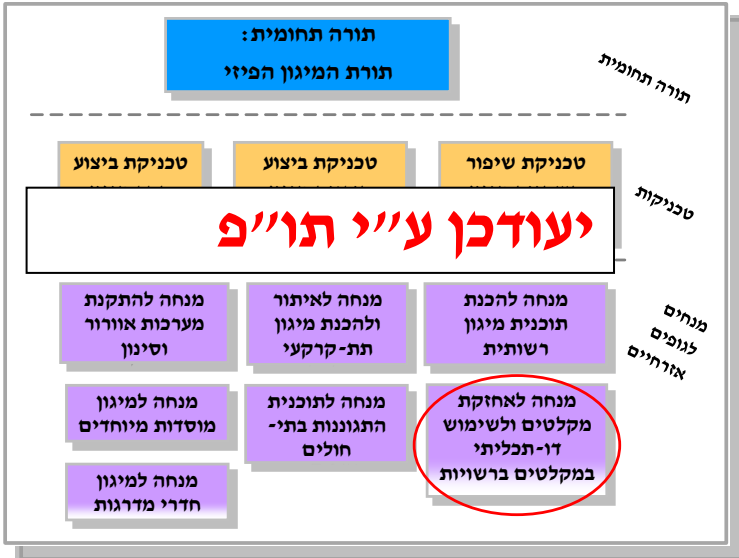 תורה תחומית:
תורת המיגון הפיזי
תורה תחומית
טכניקת שיפור
טכניקת ביצוע
טכניקת ביצוע
טכניקות
יעודכן ע״י תו״פ
מנחים
לגופים
אזרחיים
מנחה להכנת
תוכנית מיגון
רשותית
מנחה לאיתור
ולהכנת מיגון
תת-קרקעי
מנחה להתקנת
מערכות אוורור
וסינון
מנחה לאחזקת
מקלטים ולשימוש
דו-תכליתי
במקלטים ברשויות
מנחה לתוכנית
התגוננות בתי-
חולים
מנחה למיגון
מוסדות מיוחדים
מנחה למיגון
חדרי מדרגות